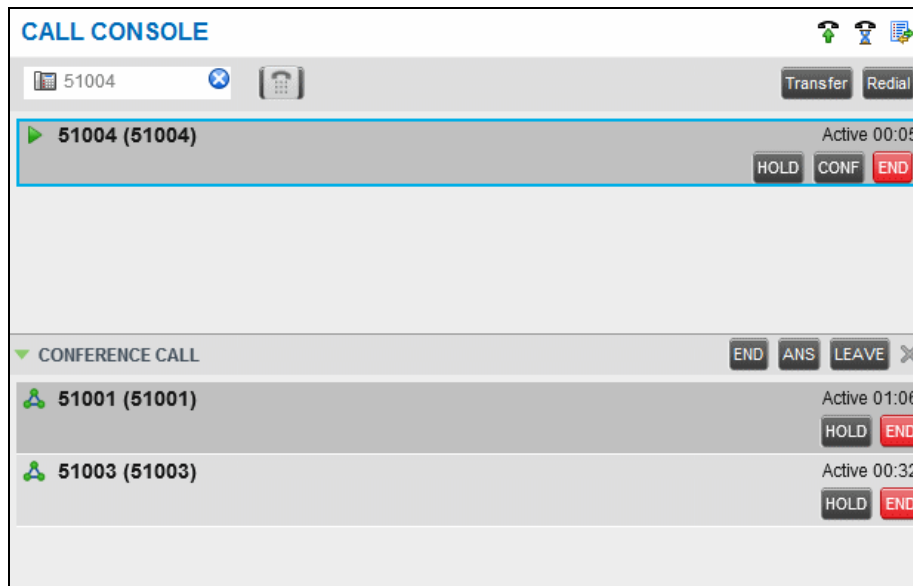 CALL CONSOLE
51004
Transfer Redial
51004 (51004) Active 00:05
HOLD CONF END
CONFERENCE CALL END ANS LEAVE
51001 (51001) Active 01:06
HOLD END
51003 (51003) Active 00:32
HOLD END